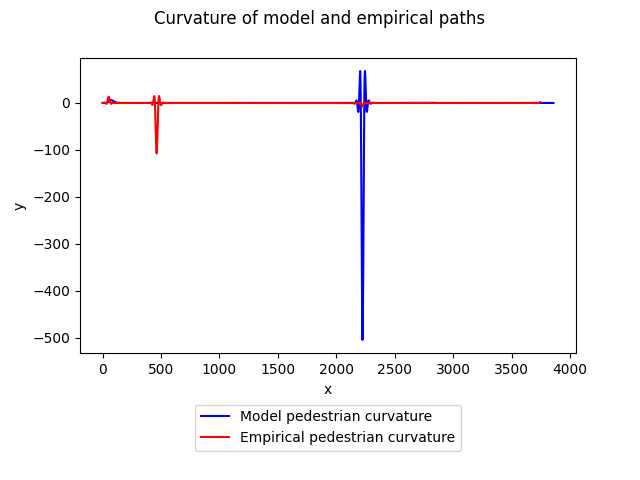 Curvature of model and empirical paths
0
−100
−200
−300
−400
−500
y
0 500 1000 1500 2000 2500 3000 3500 4000
x
Model pedestrian curvature
Empirical pedestrian curvature